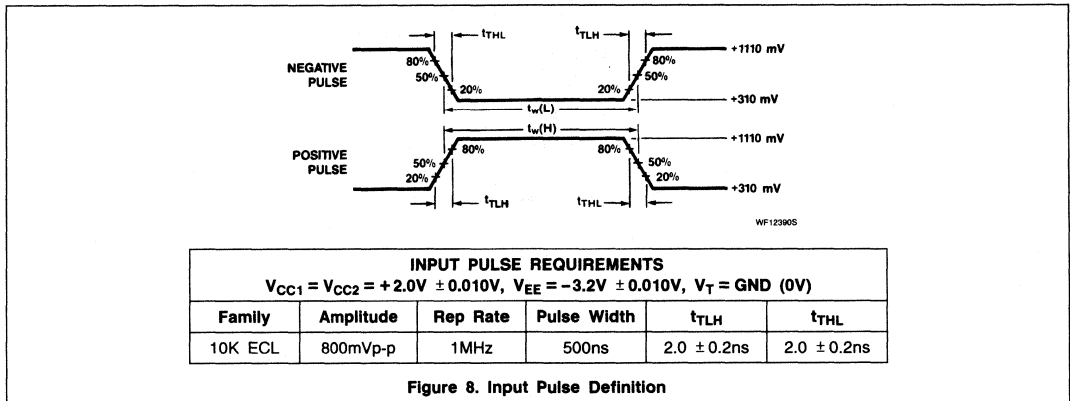 tTHL
tTLH
+1110 mV
NEGATIVE
PULSE
80%
50%
20%
80%
50%
20%
+310 mV
tw(L)
tw(H)
+1110 mV
POSITIVE
PULSE
80%
50%
20%
80%
50%
20%
+310 mV
tTLH
tTHL
WF12390S
INPUT PULSE REQUIREMENTS
VCC1 = VCC2 = +2.0V ±0.010V, VEE = −3.2V ±0.010V, VT = GND (0V)
Family Amplitude Rep Rate Pulse Width tTLH tTHL
10K ECL 800mVp-p 1MHz 500ns 2.0 ±0.2ns 2.0 ±0.2ns
Figure 8. Input Pulse Definition